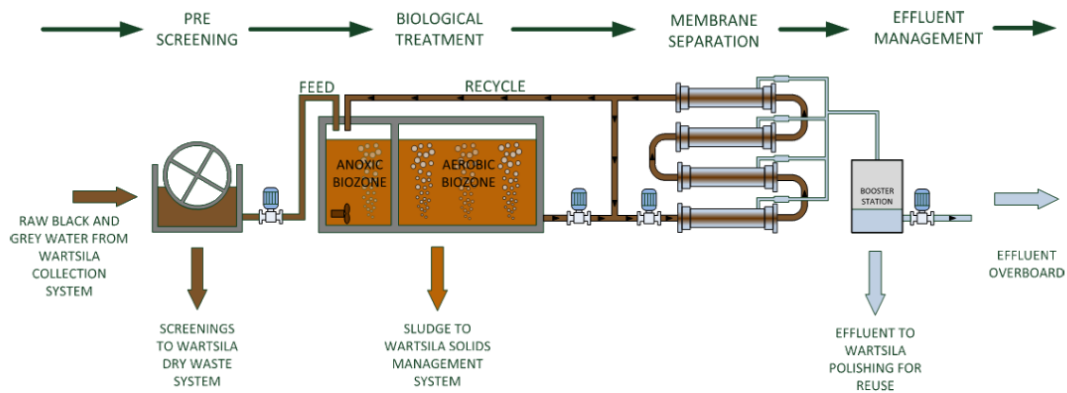 PRE
SCREENING
BIOLOGICAL
TREATMENT
MEMBRANE
SEPARATION
EFFLUENT
MANAGEMENT
FEED
RECYCLE
ANOXIC
BIOZONE
AEROBIC
BIOZONE
BOOSTER
STATION
RAW BLACK AND
GREY WATER FROM
WARTSILA
COLLECTION
SYSTEM
EFFLUENT
OVERBOARD
SCREENINGS
TO WARTSILA
DRY WASTE
SYSTEM
SLUDGE TO
WARTSILA SOLIDS
MANAGEMENT
SYSTEM
EFFLUENT TO
WARTSILA
POLISHING FOR
REUSE